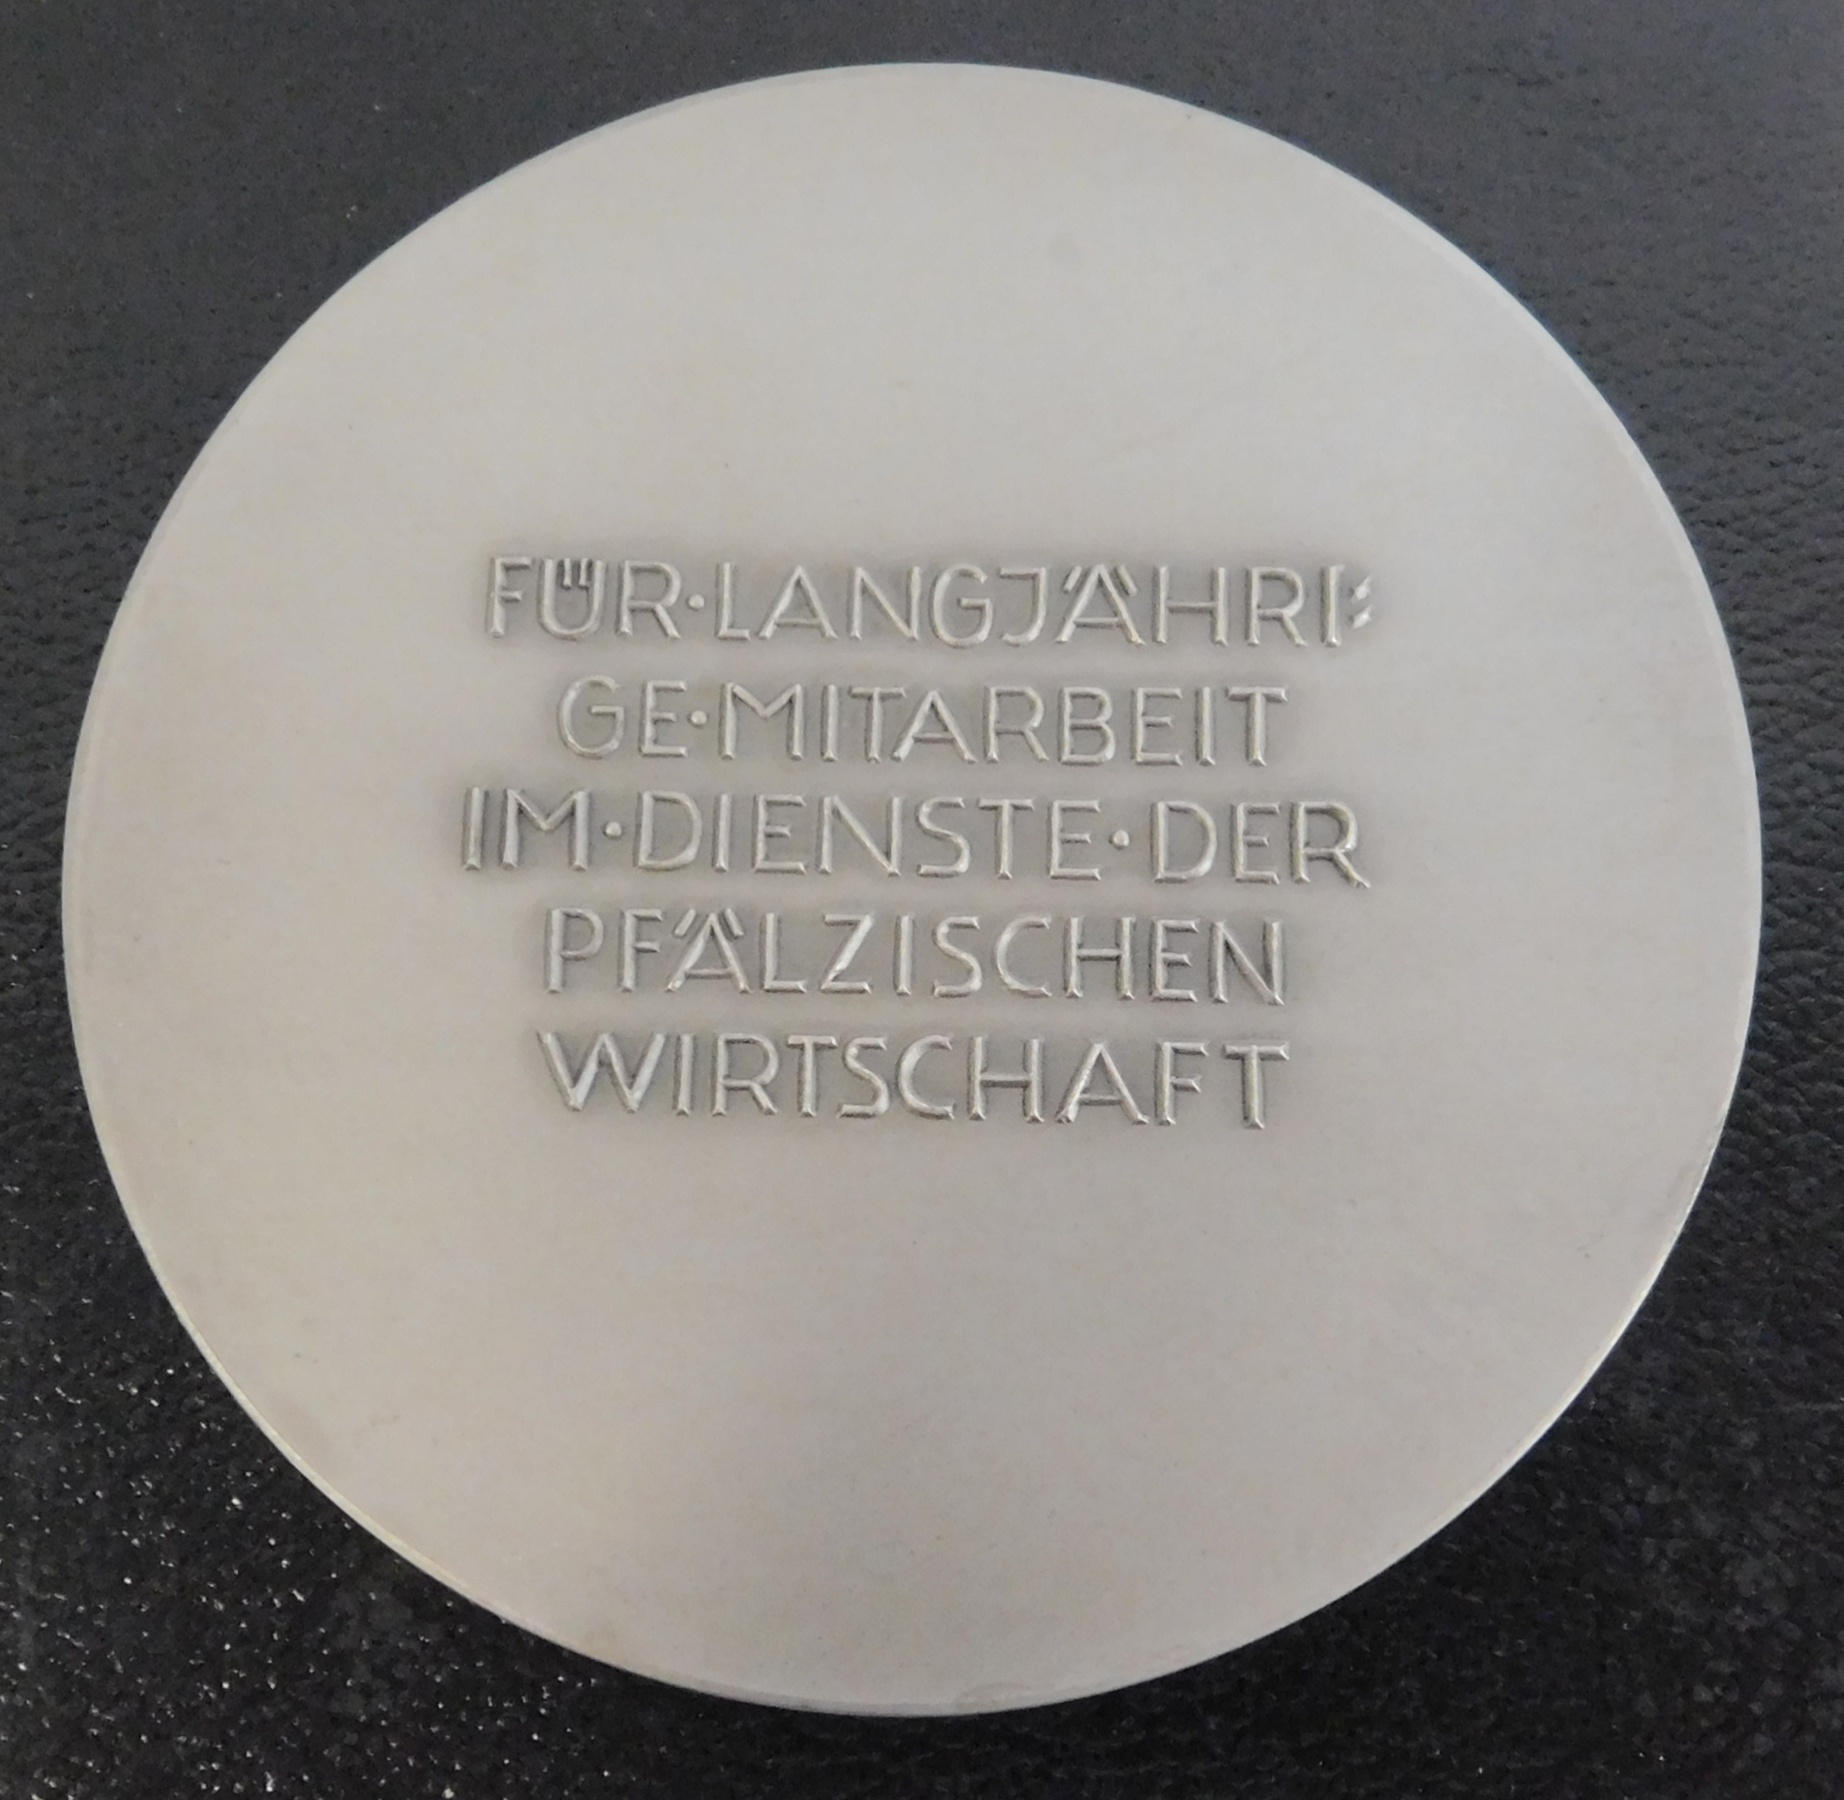 FÜR·LANGJÄHRI⸗
GE·MITARBEIT
IM·DIENSTE·DER
PFÄLZISCHEN
WIRTSCHAFT